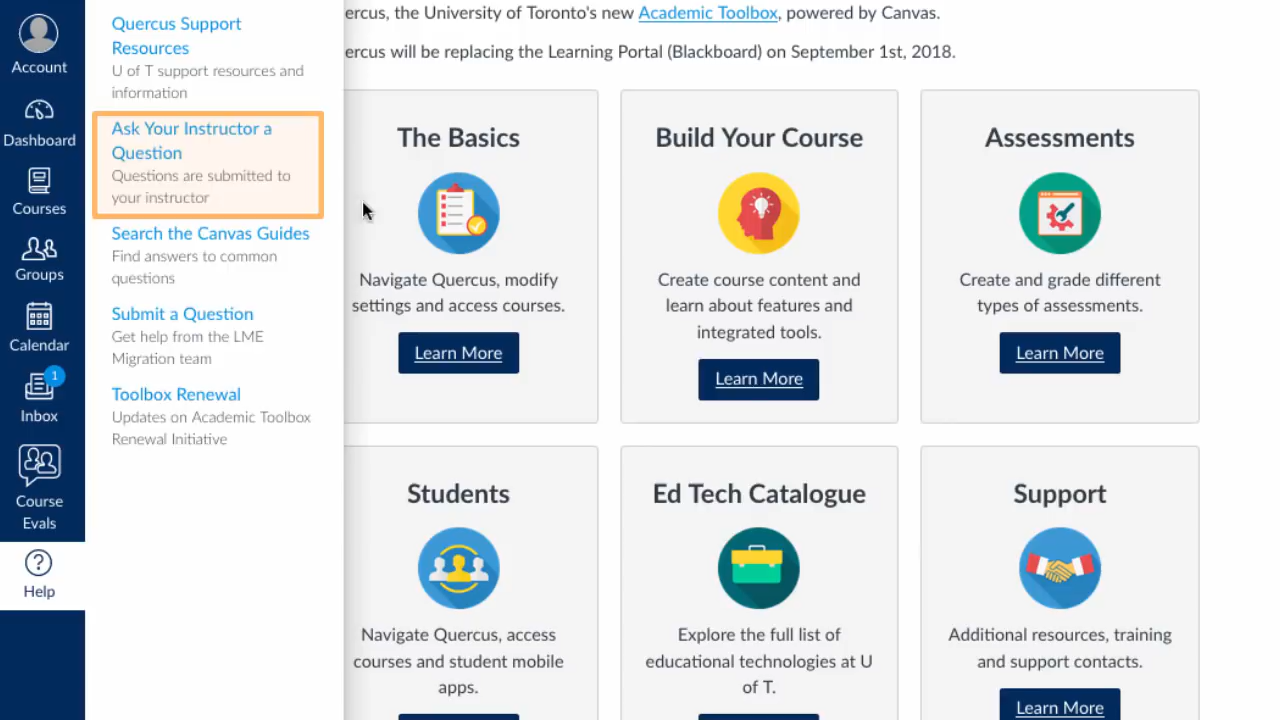 Account
Dashboard
Courses
Groups
Calendar
1
Inbox
Course
Evals
Help
Quercus Support
Resources
U of T support resources and
information
Ask Your Instructor a
Question
Questions are submitted to
your instructor
Search the Canvas Guides
Find answers to common
questions
Submit a Question
Get help from the LME
Migration team
Toolbox Renewal
Updates on Academic Toolbox
Renewal Initiative
ercus, the University of Toronto's new Academic Toolbox, powered by Canvas.
ercus will be replacing the Learning Portal (Blackboard) on September 1st, 2018.
The Basics
Navigate Quercus, modify
settings and access courses.
Learn More
Build Your Course
Create course content and
learn about features and
integrated tools.
Learn More
Assessments
Create and grade different
types of assessments.
Learn More
Students
Navigate Quercus, access
courses and student mobile
apps.
Ed Tech Catalogue
Explore the full list of
educational technologies at U
of T.
Support
Additional resources, training
and support contacts.
Learn More